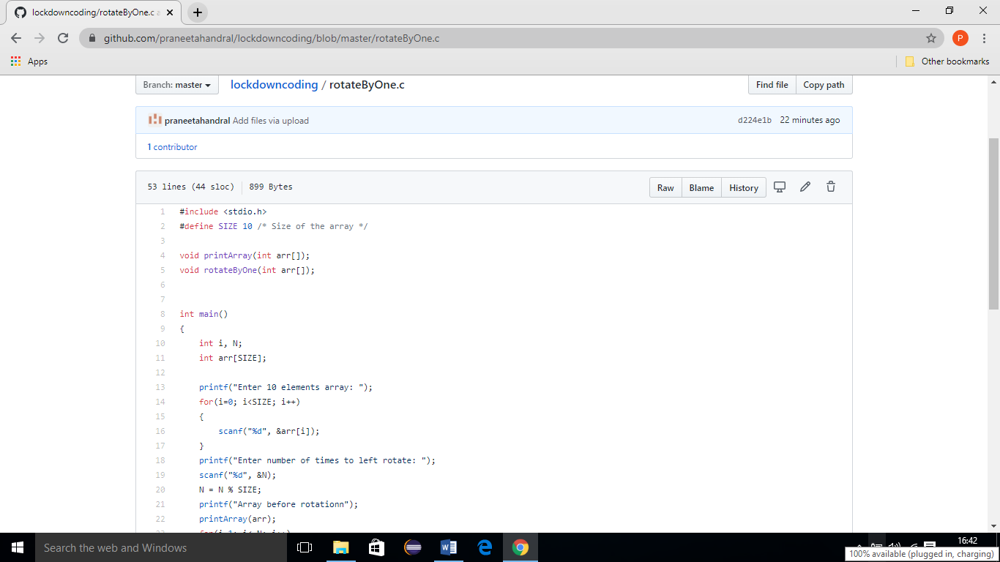 lockdowncoding/rotateByOne.c a
github.com/praneetahandral/lockdowncoding/blob/master/rotateByOne.c
P
Apps
Other bookmarks
Branch: master
lockdowncoding / rotateByOne.c
Find file
Copy path
praneetahandral Add files via upload
d224e1b 22 minutes ago
1 contributor
53 lines (44 sloc) 899 Bytes
Raw
Blame
History
1 #include <stdio.h>
2 #define SIZE 10 /* Size of the array */
3
4 void printArray(int arr[]);
5 void rotateByOne(int arr[]);
6
7
8 int main()
9 {
10 int i, N;
11 int arr[SIZE];
12
13 printf("Enter 10 elements array: ");
14 for(i=0; i<SIZE; i++)
15 {
16 scanf("%d", &arr[i]);
17 }
18 printf("Enter number of times to left rotate: ");
19 scanf("%d", &N);
20 N = N % SIZE;
21 printf("Array before rotationn");
22 printArray(arr);
Search the web and Windows
16:42
100% available (plugged in, charging)